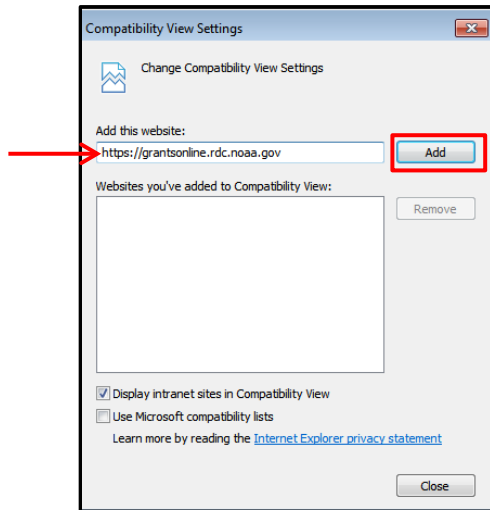 Compatibility View Settings
Change Compatibility View Settings
Add this website:
https://grantsonline.rdc.noaa.gov
Add
Websites you've added to Compatibility View:
Remove
Display intranet sites in Compatibility View
Use Microsoft compatibility lists
Learn more by reading the Internet Explorer privacy statement
Close